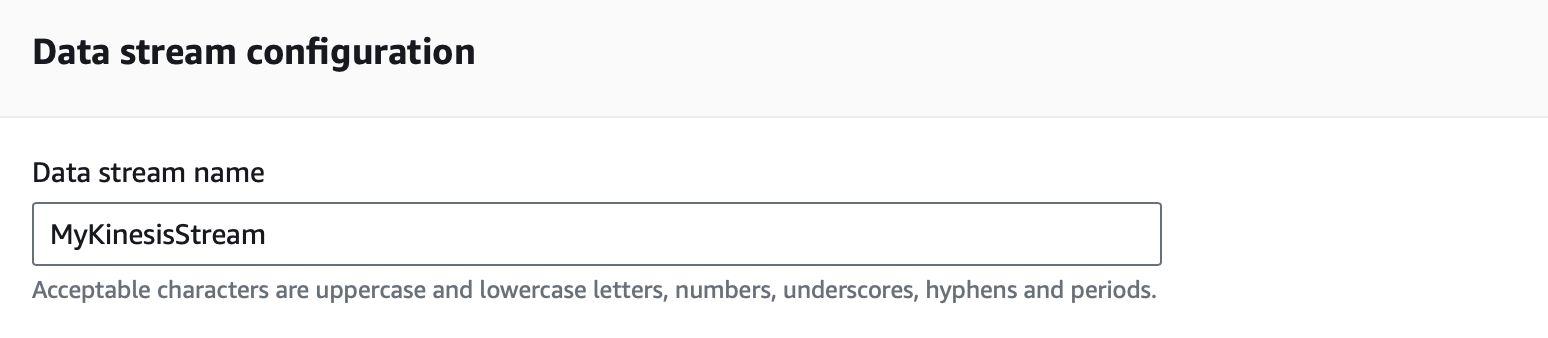 Data stream configuration
Data stream name
MyKinesisStream
Acceptable characters are uppercase and lowercase letters, numbers, underscores, hyphens and periods.